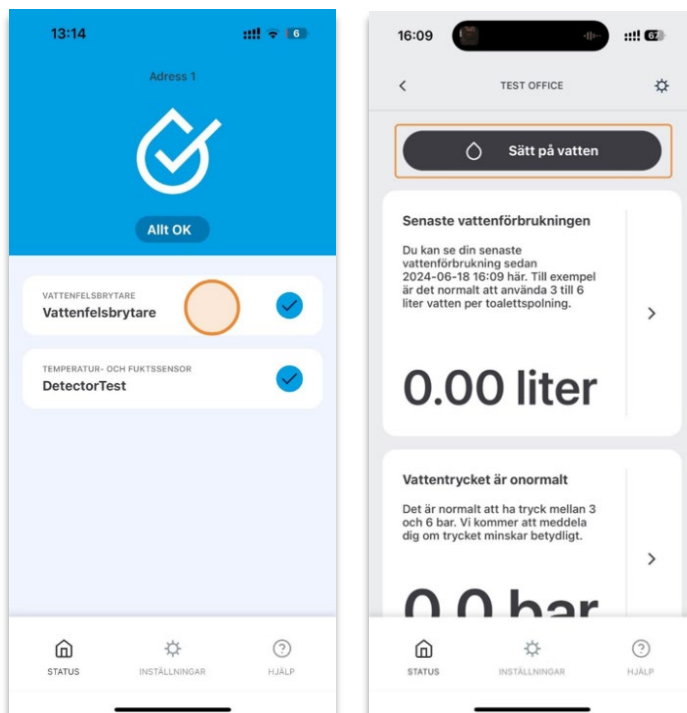 13:14
6
Adress 1
Allt OK
VATTENFELSBRYTARE
Vattenfelsbrytare
TEMPERATUR- OCH FUKTSSENSOR
DetectorTest
STATUS
INSTÄLLNINGAR
HJÄLP
16:09
67
TEST OFFICE
Sätt på vatten
Senaste vattenförbrukningen
Du kan se din senaste
vattenförbrukning sedan
2024-06-18 16:09 här. Till exempel
är det normalt att använda 3 till 6
liter vatten per toalettspolning.
0.00 liter
Vattentrycket är onormalt
Det är normalt att ha tryck mellan 3
och 6 bar. Vi kommer att meddela
dig om trycket minskar betydligt.
0.0 bar
STATUS
INSTÄLLNINGAR
HJÄLP